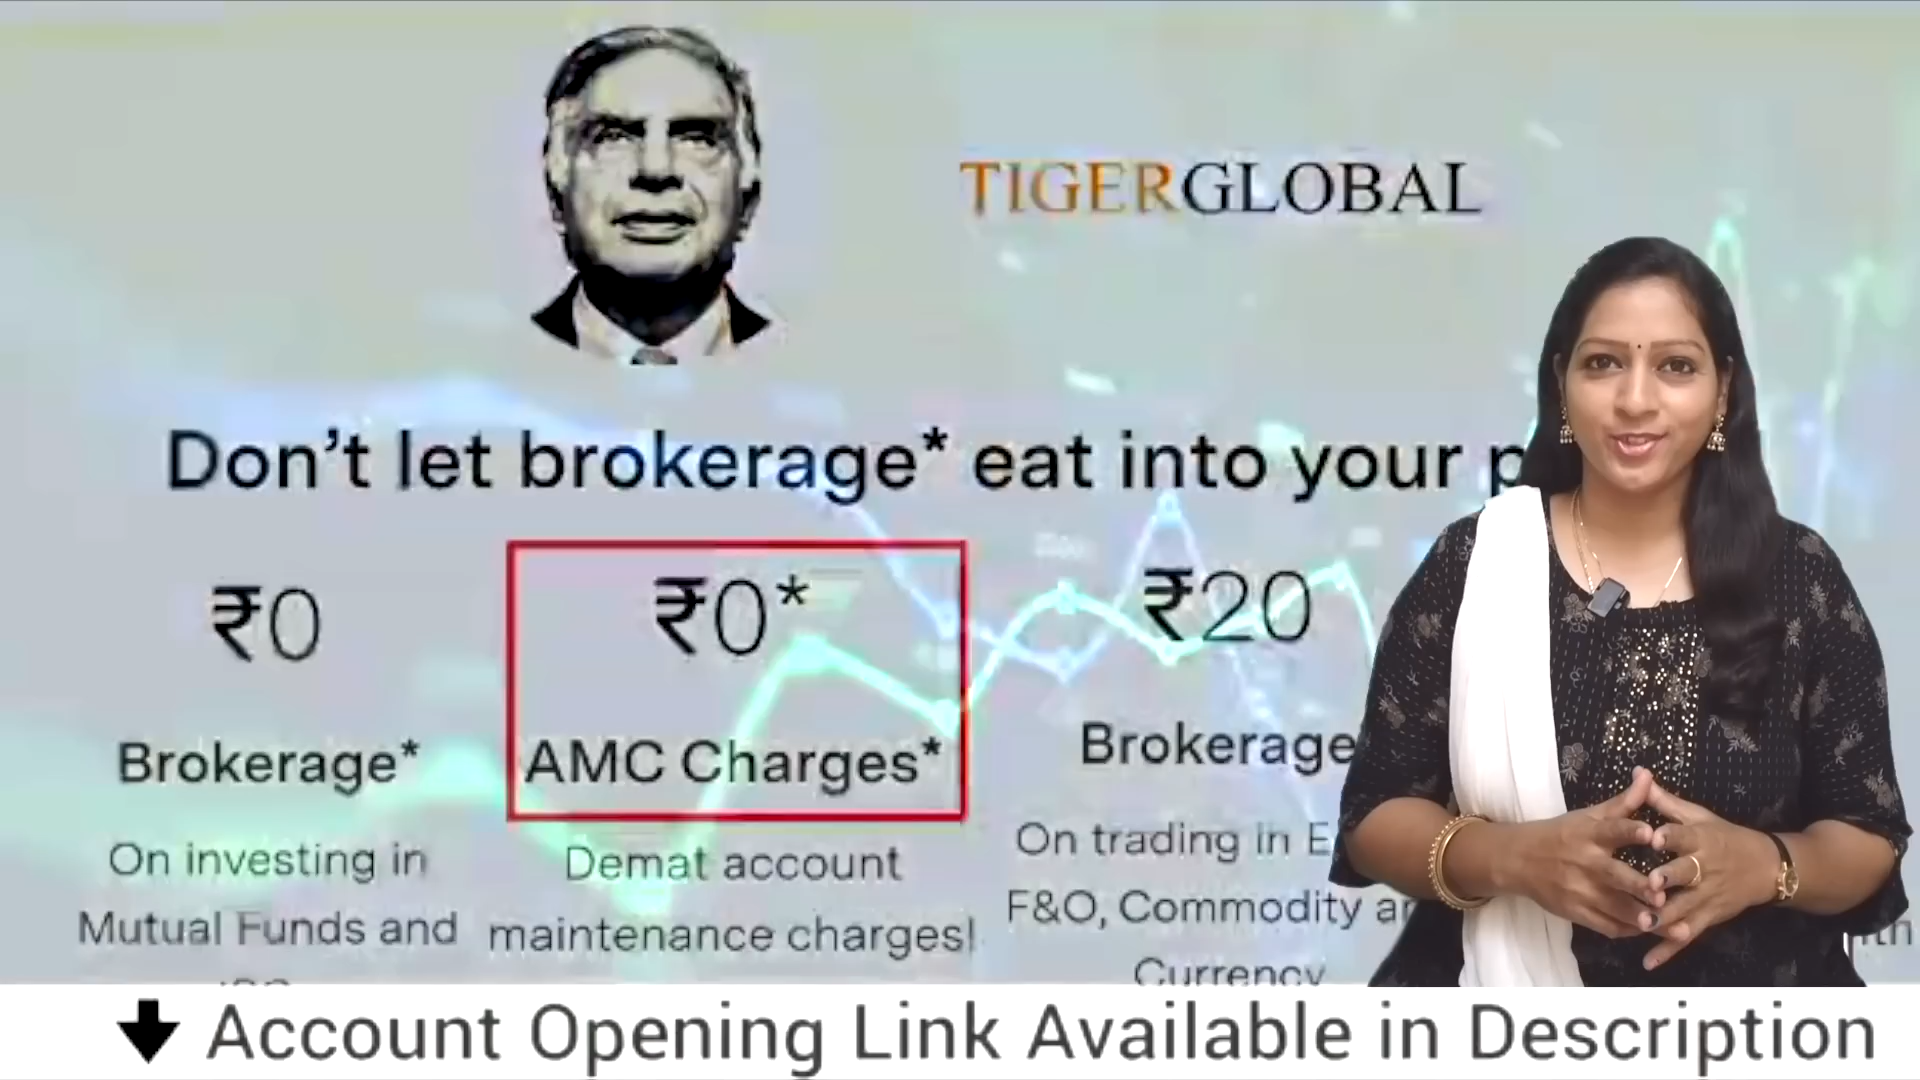 TIGERGLOBAL
Don't let brokerage* eat into your
₹0
₹0*
₹20
Brokerage*
AMC Charges*
Brokerage
On investing in
Mutual Funds and
Demat account
maintenance charges!
On trading in
F&O, Commodity
Currency
Account Opening Link Available in Description